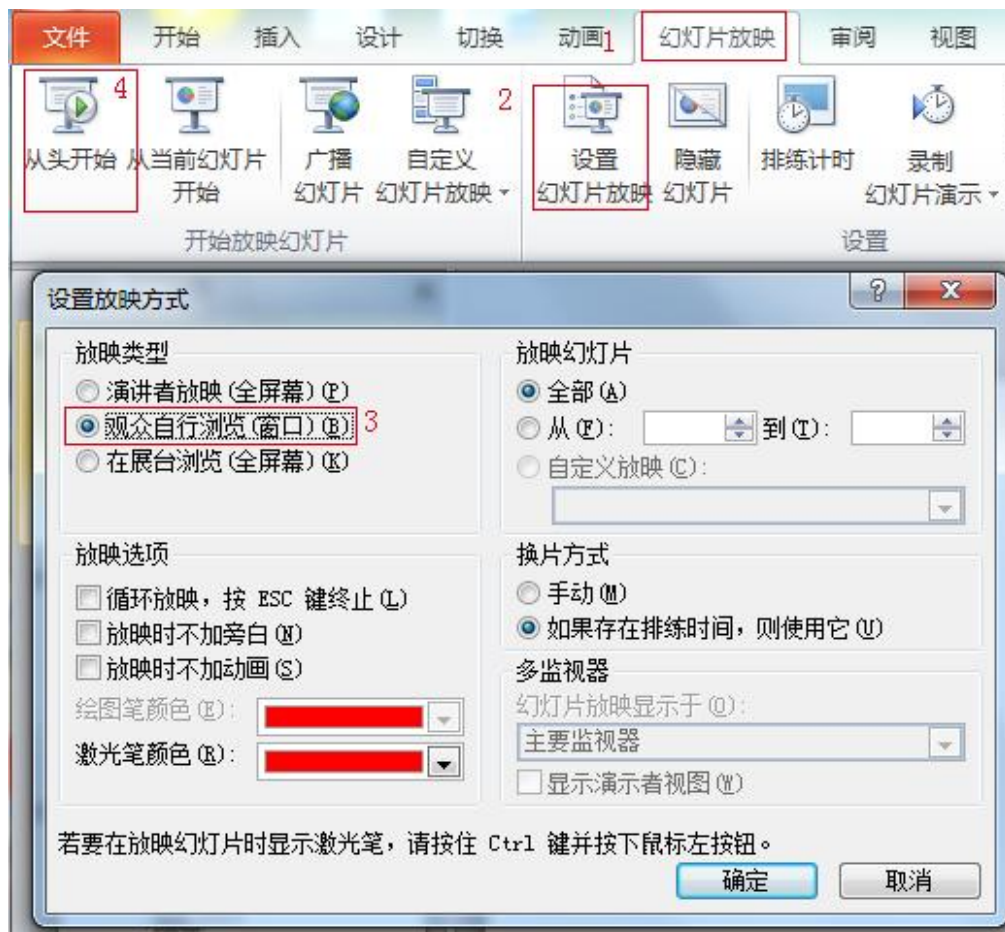 文件 开始 插入 设计 切换 动画 1 幻灯片放映 审阅 视图
4 2
从头开始 从当前幻灯片 广播 自定义 设置 隐藏 排练计时 录制
开始 幻灯片 幻灯片放映 幻灯片放映 幻灯片 幻灯片演示
开始放映幻灯片 设置
设置放映方式 ?
放映类型
演讲者放映(全屏幕)(P)
观众自行浏览(窗口)(B) 3
在展台浏览(全屏幕)(K)
放映幻灯片
全部(A)
从(F): 到(T):
自定义放映(C):
放映选项
循环放映，按 ESC 键终止(L)
放映时不加旁白(N)
放映时不加动画(S)
绘图笔颜色(E):
激光笔颜色(R):
换片方式
手动(M)
如果存在排练时间，则使用它(U)
多监视器
幻灯片放映显示于(O):
主要监视器
显示演示者视图(W)
若要在放映幻灯片时显示激光笔，请按住 Ctrl 键并按下鼠标左按钮。
确定 取消